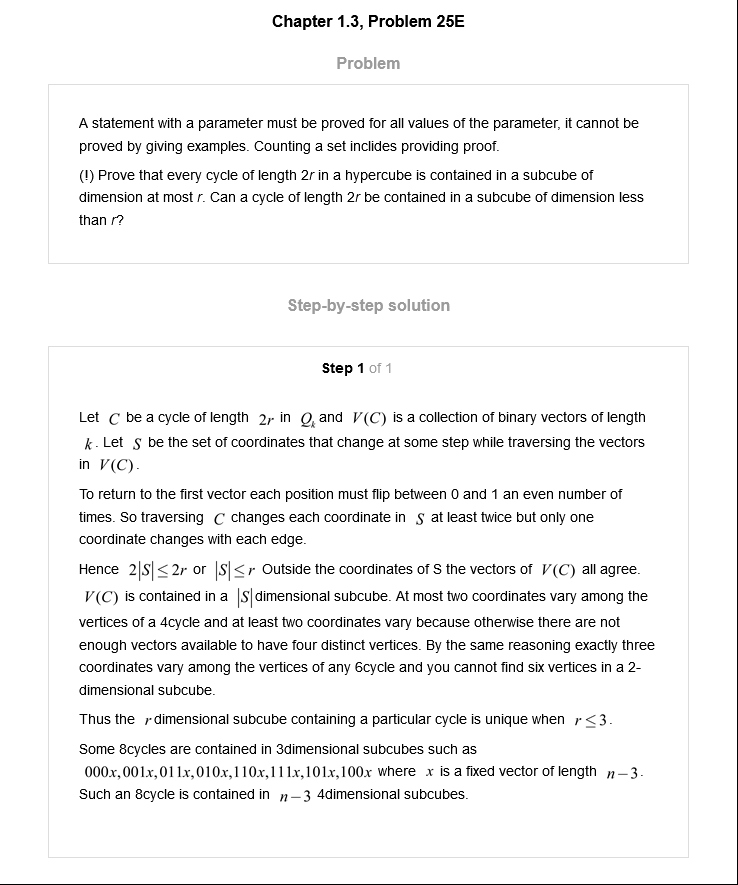 Chapter 1.3, Problem 25E
Problem
A statement with a parameter must be proved for all values of the parameter, it cannot be
proved by giving examples. Counting a set inclides providing proof.
(!) Prove that every cycle of length 2r in a hypercube is contained in a subcube of
dimension at most r. Can a cycle of length 2r be contained in a subcube of dimension less
than r?
Step-by-step solution
Step 1 of 1
Let C be a cycle of length 2r in Qₖ and V(C) is a collection of binary vectors of length
k. Let S be the set of coordinates that change at some step while traversing the vectors
in V(C).
To return to the first vector each position must flip between 0 and 1 an even number of
times. So traversing C changes each coordinate in S at least twice but only one
coordinate changes with each edge.
Hence 2|S|≤2r or |S|≤r Outside the coordinates of S the vectors of V(C) all agree.
V(C) is contained in a |S| dimensional subcube. At most two coordinates vary among the
vertices of a 4cycle and at least two coordinates vary because otherwise there are not
enough vectors available to have four distinct vertices. By the same reasoning exactly three
coordinates vary among the vertices of any 6cycle and you cannot find six vertices in a 2-
dimensional subcube.
Thus the r dimensional subcube containing a particular cycle is unique when r≤3.
Some 8cycles are contained in 3dimensional subcubes such as
000x,001x,011x,010x,110x,111x,101x,100x where x is a fixed vector of length n−3.
Such an 8cycle is contained in n−3 4dimensional subcubes.